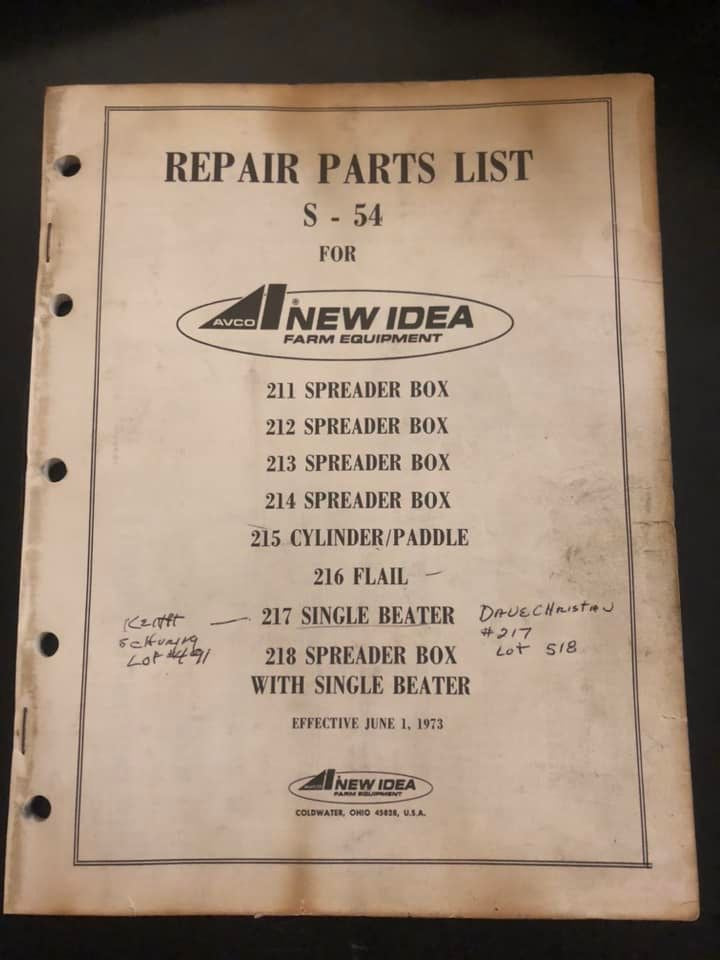 REPAIR PARTS LIST
S - 54
FOR
AVCO ® NEW IDEA
FARM EQUIPMENT
211 SPREADER BOX
212 SPREADER BOX
213 SPREADER BOX
214 SPREADER BOX
215 CYLINDER/PADDLE
216 FLAIL
217 SINGLE BEATER
218 SPREADER BOX
WITH SINGLE BEATER
Keith
Schuring
Lot #491
DAVE CHRISTIAN
#217
Lot 518
EFFECTIVE JUNE 1, 1973
AVCO NEW IDEA
FARM EQUIPMENT
COLDWATER, OHIO 45828, U.S.A.